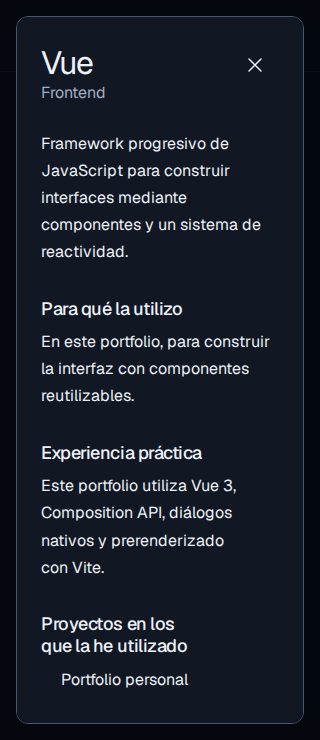 Vue
Frontend
Framework progresivo de
JavaScript para construir
interfaces mediante
componentes y un sistema de
reactividad.
Para qué la utilizo
En este portfolio, para construir
la interfaz con componentes
reutilizables.
Experiencia práctica
Este portfolio utiliza Vue 3,
Composition API, diálogos
nativos y prerenderizado
con Vite.
Proyectos en los
que la he utilizado
Portfolio personal